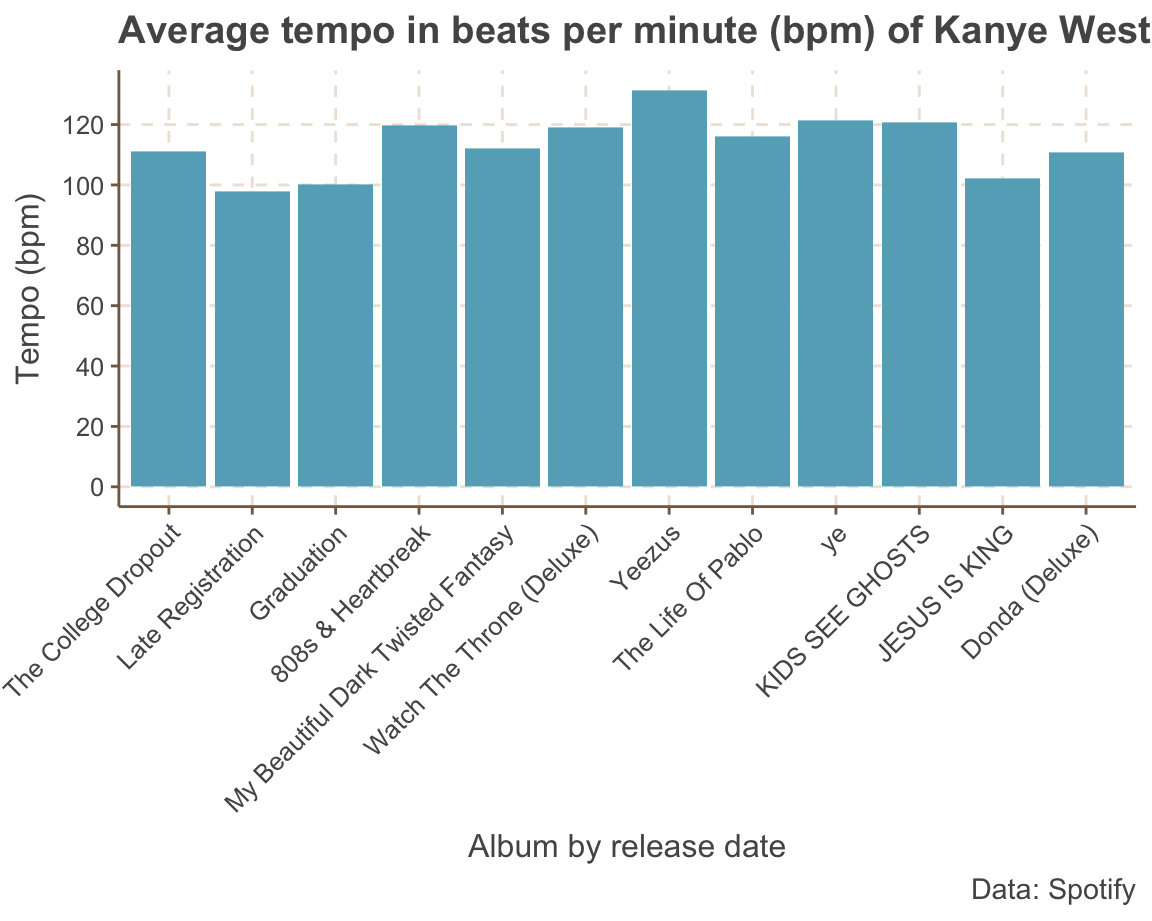 Average tempo in beats per minute (bpm) of Kanye West
Tempo (bpm)
120
100
80
60
40
20
0
The College Dropout
Late Registration
Graduation
808s & Heartbreak
My Beautiful Dark Twisted Fantasy
Watch The Throne (Deluxe)
Yeezus
The Life Of Pablo
ye
KIDS SEE GHOSTS
JESUS IS KING
Donda (Deluxe)
Album by release date
Data: Spotify